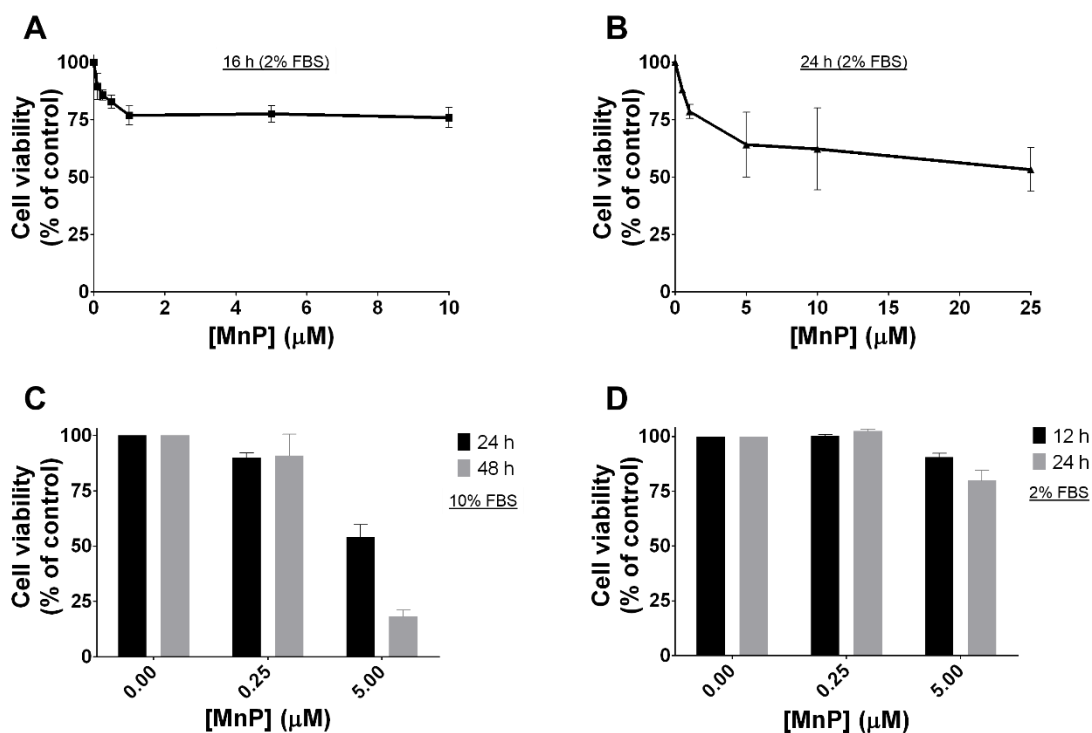 A
16 h (2% FBS)
Cell viability
(% of control)
100
75
50
25
0
0 2 4 6 8 10
[MnP] (μM)
B
24 h (2% FBS)
Cell viability
(% of control)
100
75
50
25
0
0 5 10 15 20 25
[MnP] (μM)
C
Cell viability
(% of control)
100
75
50
25
0
0.00 0.25 5.00
[MnP] (μM)
24 h
48 h
10% FBS
D
Cell viability
(% of control)
100
75
50
25
0
0.00 0.25 5.00
[MnP] (μM)
12 h
24 h
2% FBS